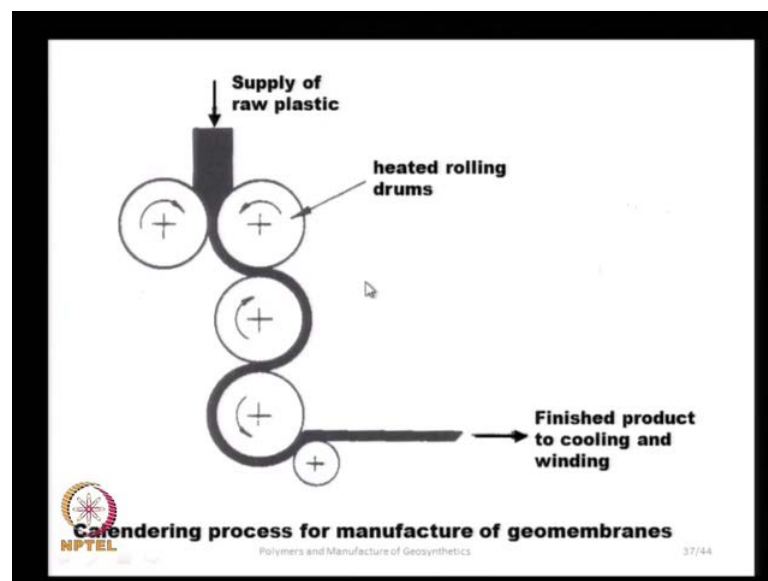 Supply of
raw plastic
heated rolling
drums
Finished product
to cooling and
winding
Calendering process for manufacture of geomembranes
NPTEL
Polymers and Manufacture of Geosynthetics
37/44